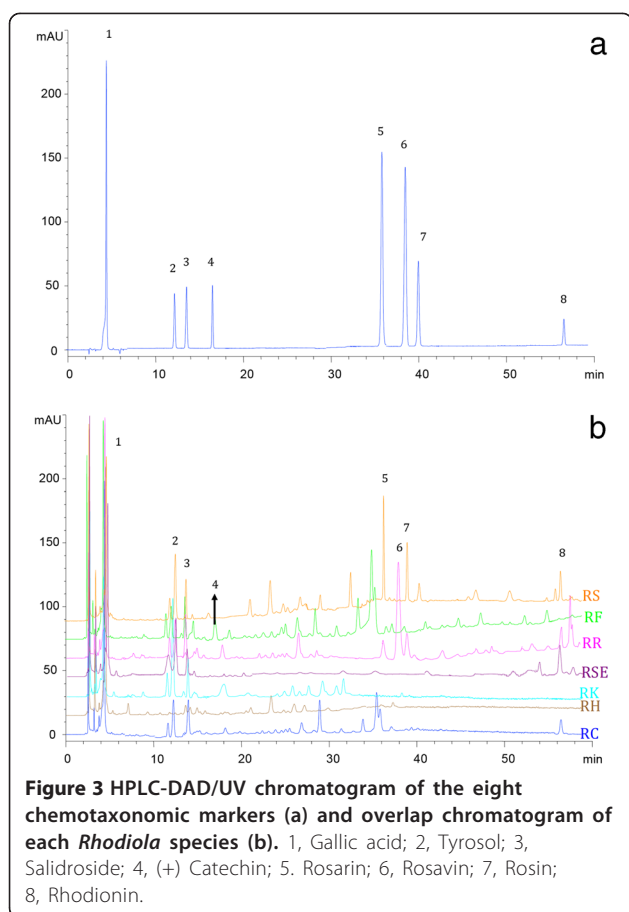 mAU
1
a
200
5
6
150
100
7
2
3
4
50
8
0
0
10
20
30
40
50
min
mAU
b
1
200
5
150
2
7
3
6
4
8
RS
100
RF
RR
50
RSE
RK
RH
0
RC
0
10
20
30
40
50
min
Figure 3 HPLC-DAD/UV chromatogram of the eight
chemotaxonomic markers (a) and overlap chromatogram of
each Rhodiola species (b). 1, Gallic acid; 2, Tyrosol; 3,
Salidroside; 4, (+) Catechin; 5. Rosarin; 6, Rosavin; 7, Rosin;
8, Rhodionin.